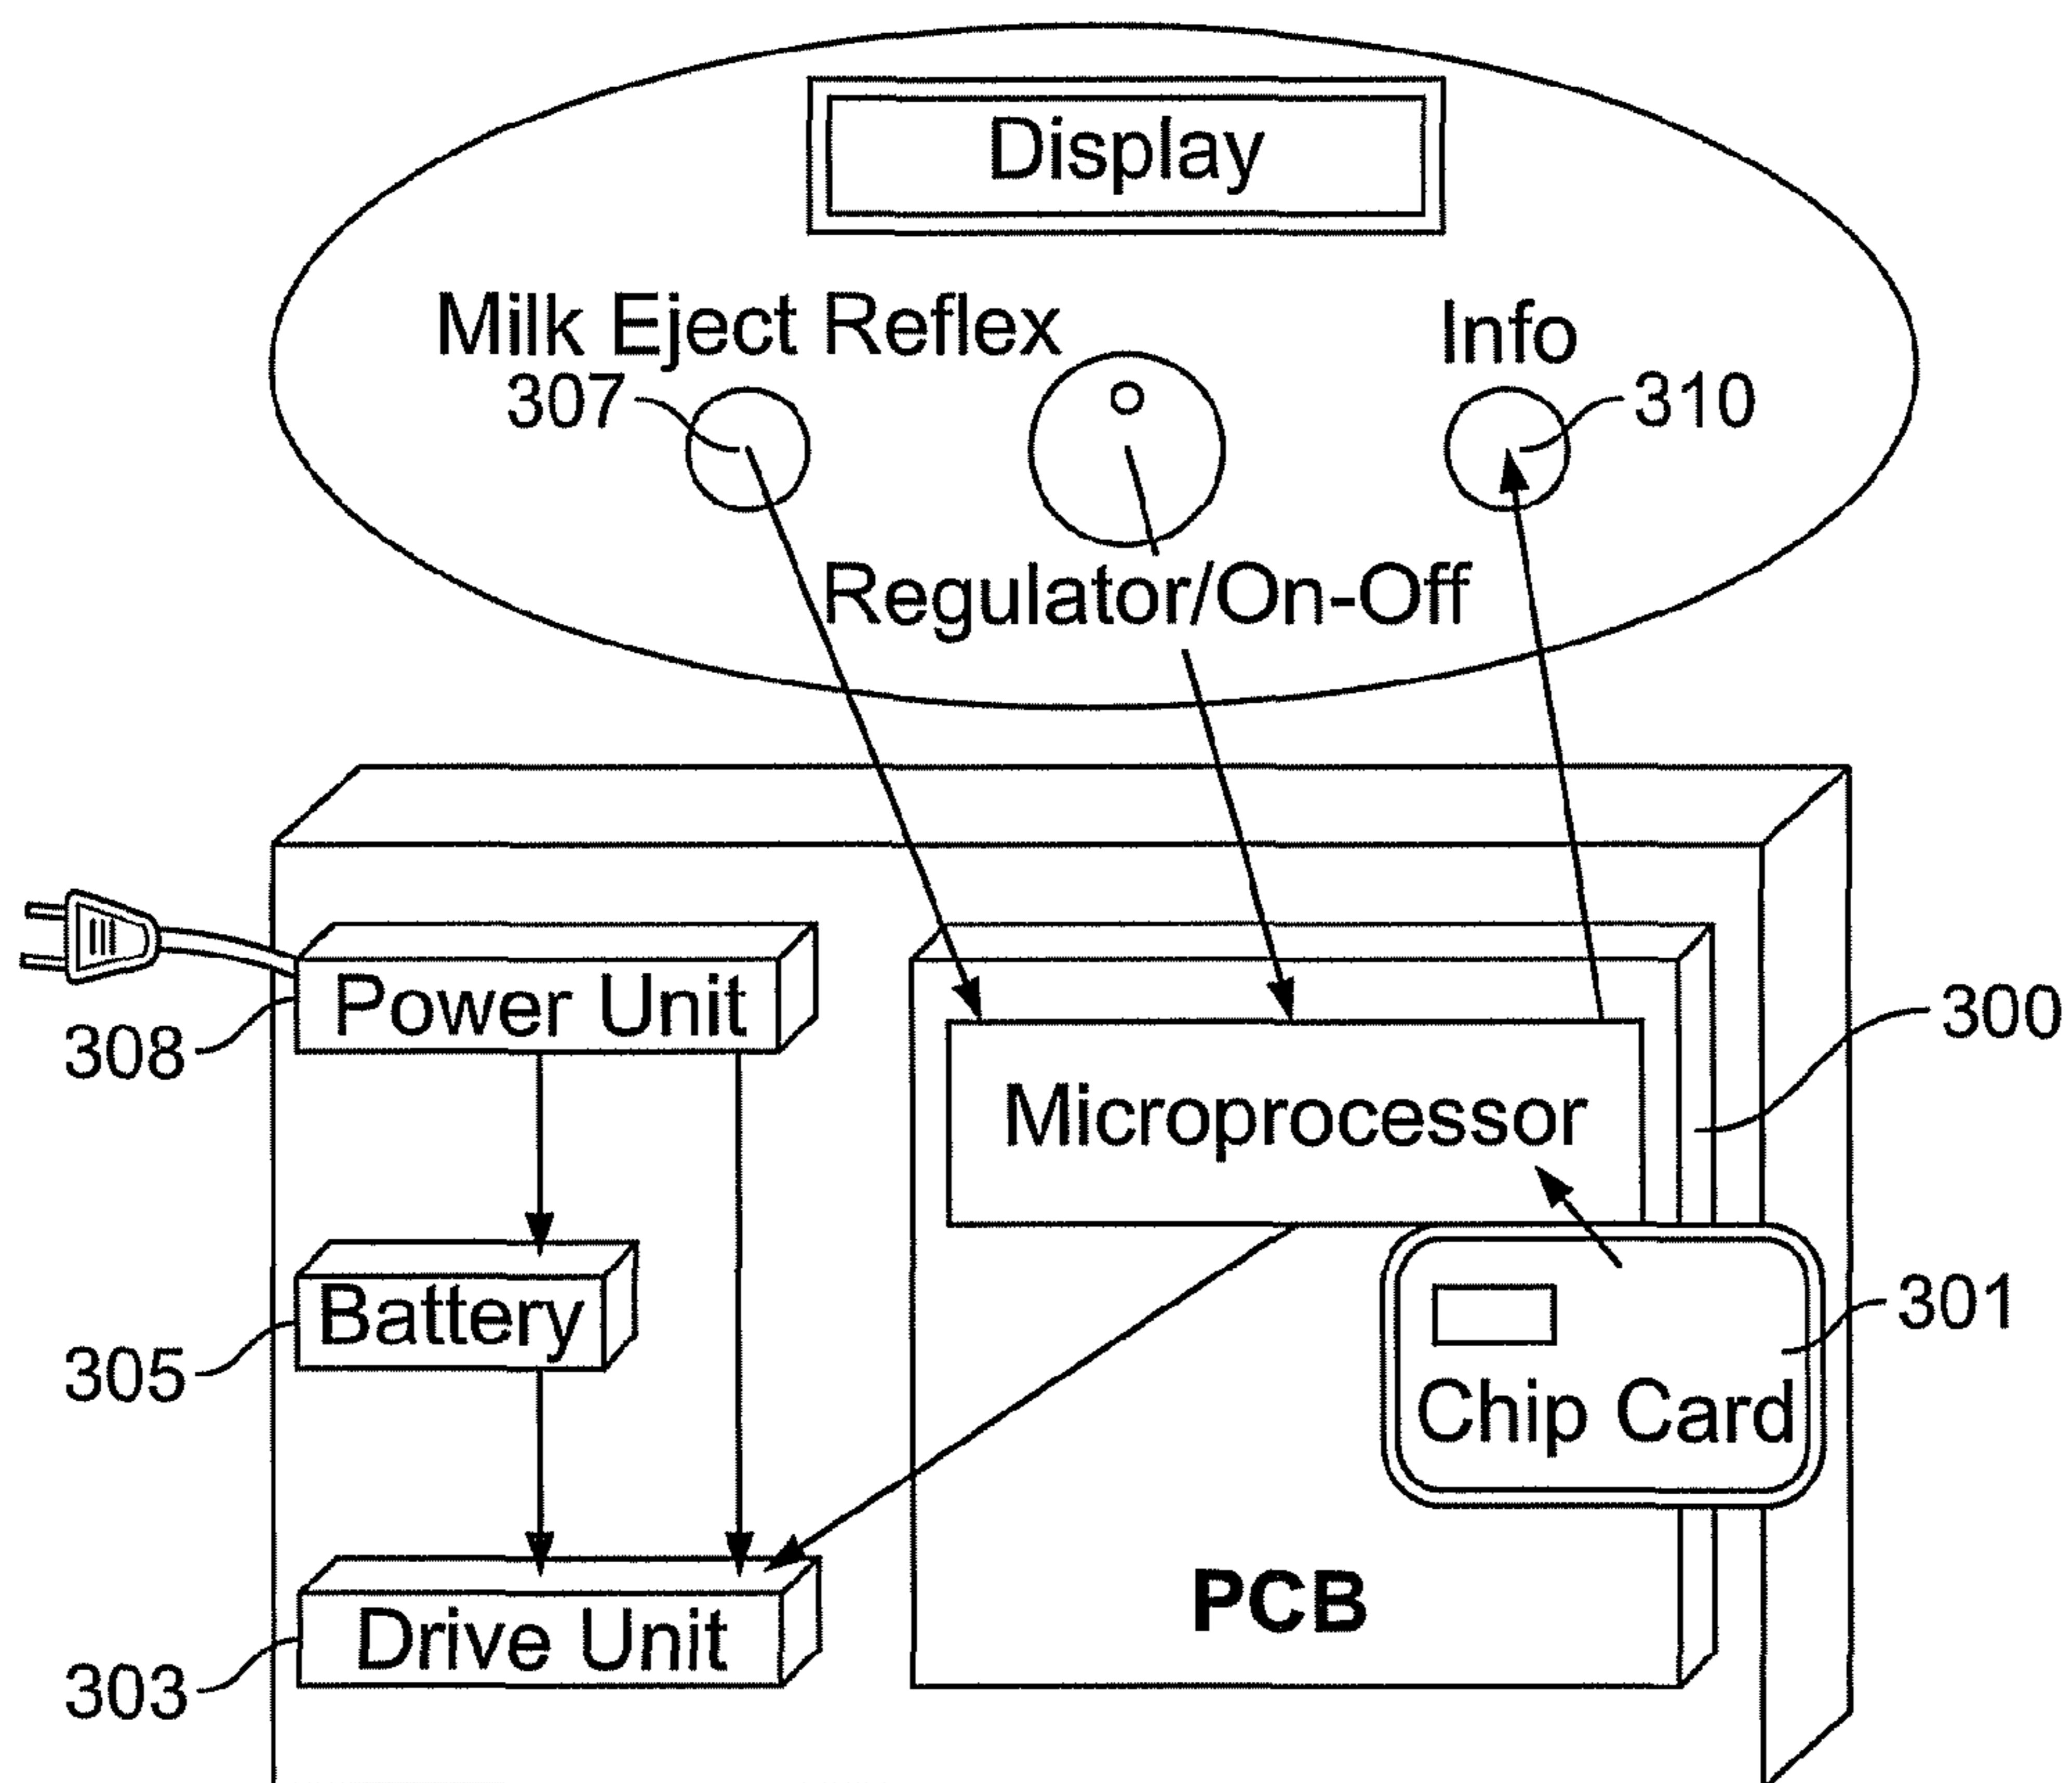 Display
Milk Eject Reflex
Info
307
310
Regulator/On-Off
Power Unit
308
300
Microprocessor
Battery
305
301
Chip Card
PCB
Drive Unit
303